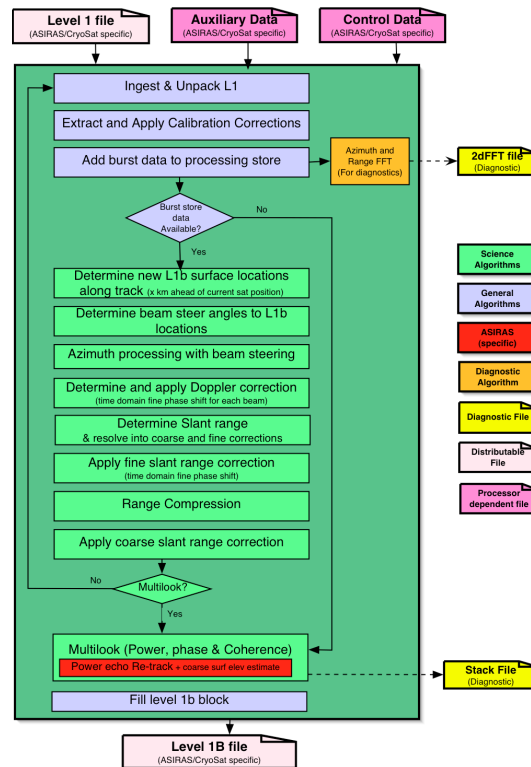 Level 1 file
(ASIRAS/CryoSat specific)
Auxiliary Data
(ASIRAS/CryoSat specific)
Control Data
(ASIRAS/CryoSat specific)
Ingest & Unpack L1
Extract and Apply Calibration Corrections
Add burst data to processing store
Azimuth and
Range FFT
(For diagnostics)
2dFFT file
(Diagnostic)
Burst store
data
Available?
No
Yes
Determine new L1b surface locations
along track (x km ahead of current sat position)
Determine beam steer angles to L1b
locations
Azimuth processing with beam steering
Determine and apply Doppler correction
(time domain fine phase shift for each beam)
Determine Slant range
& resolve into coarse and fine corrections
Apply fine slant range correction
(time domain fine phase shift)
Range Compression
Apply coarse slant range correction
No
Multilook?
Yes
Multilook (Power, phase & Coherence)
Power echo Re-track + coarse surf elev estimate
Fill level 1b block
Level 1B file
(ASIRAS/CryoSat specific)
Science
Algorithms
General
Algorithms
ASIRAS
(specific)
Diagnostic
Algorithm
Diagnostic File
Distributable
File
Processor
dependent file
Stack File
(Diagnostic)